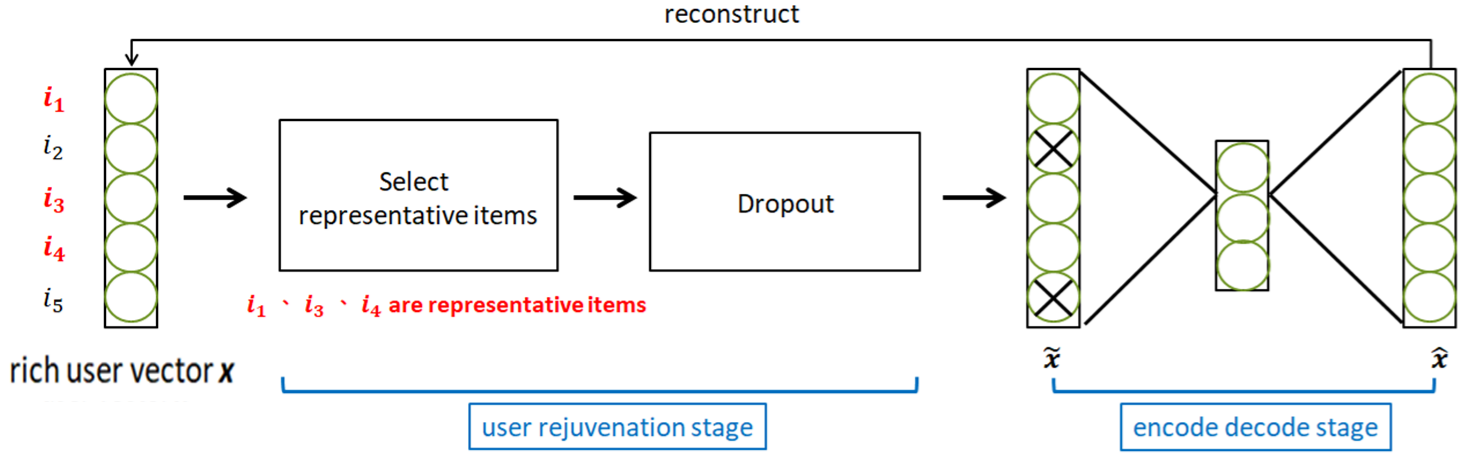 reconstruct
i₁
i₂
i₃
i₄
i₅
Select
representative items
Dropout
i₁ 、 i₃ 、 i₄ are representative items
rich user vector x
x̃
x̂
user rejuvenation stage
encode decode stage